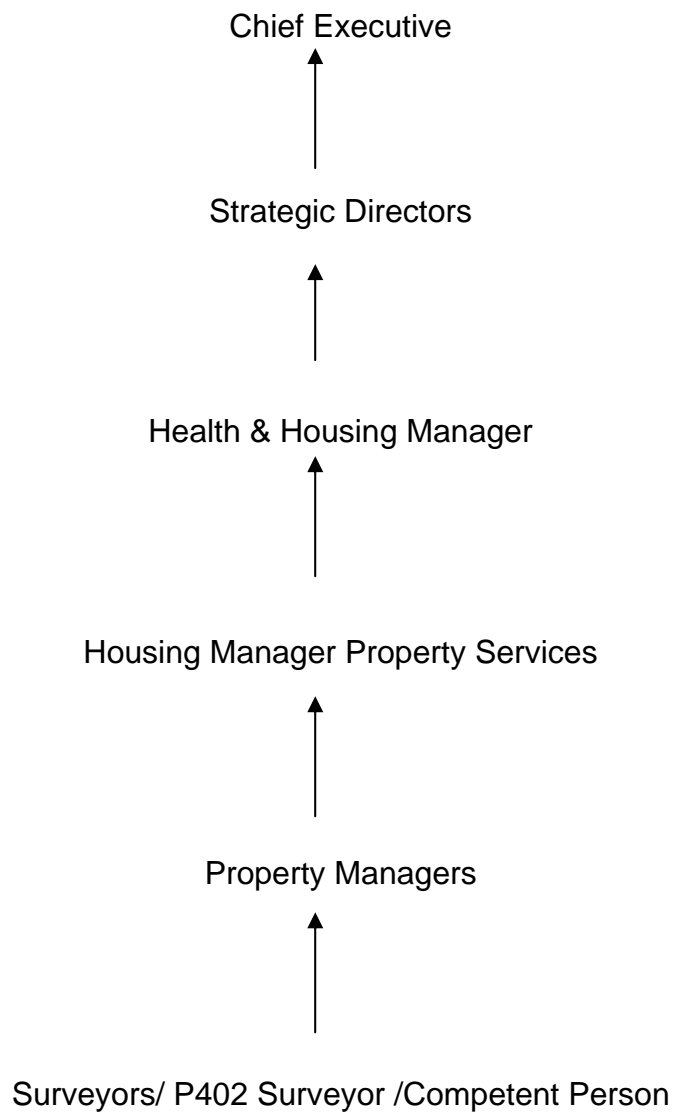 Chief Executive
Strategic Directors
Health & Housing Manager
Housing Manager Property Services
Property Managers
Surveyors/ P402 Surveyor /Competent Person